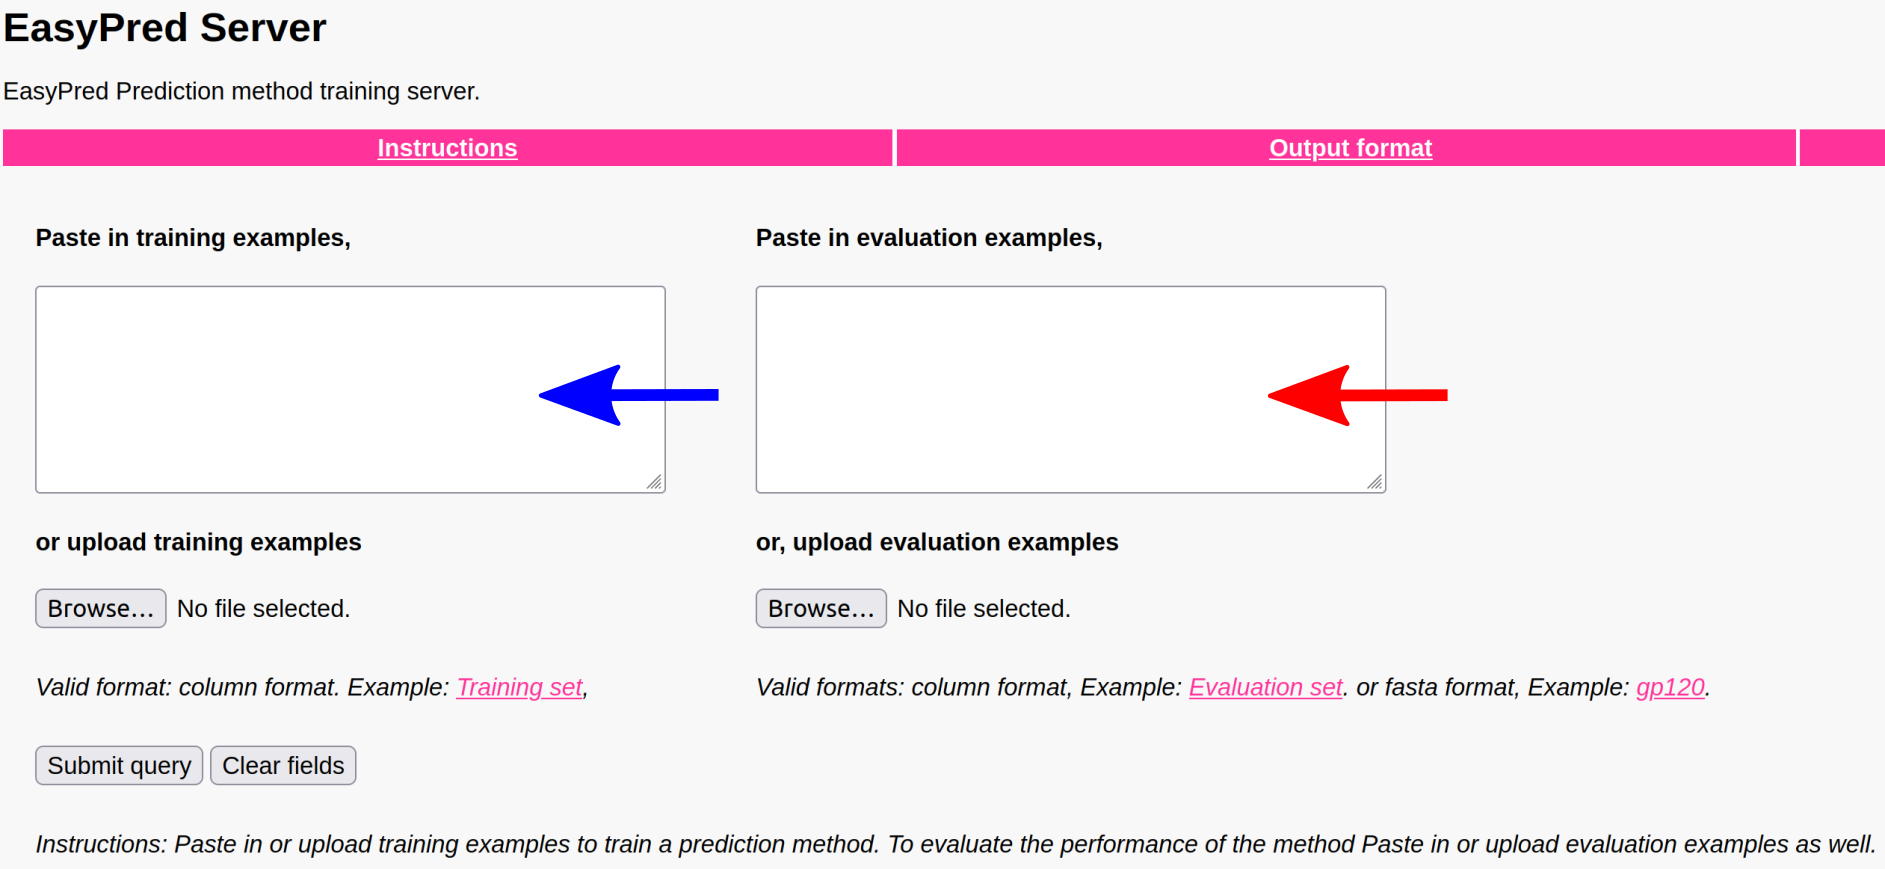 EasyPred Server
EasyPred Prediction method training server.
Instructions
Output format
Paste in training examples,
Paste in evaluation examples,
or upload training examples
or, upload evaluation examples
Browse... No file selected.
Browse... No file selected.
Valid format: column format. Example: Training set,
Valid formats: column format, Example: Evaluation set. or fasta format, Example: gp120.
Submit query Clear fields
Instructions: Paste in or upload training examples to train a prediction method. To evaluate the performance of the method Paste in or upload evaluation examples as well.